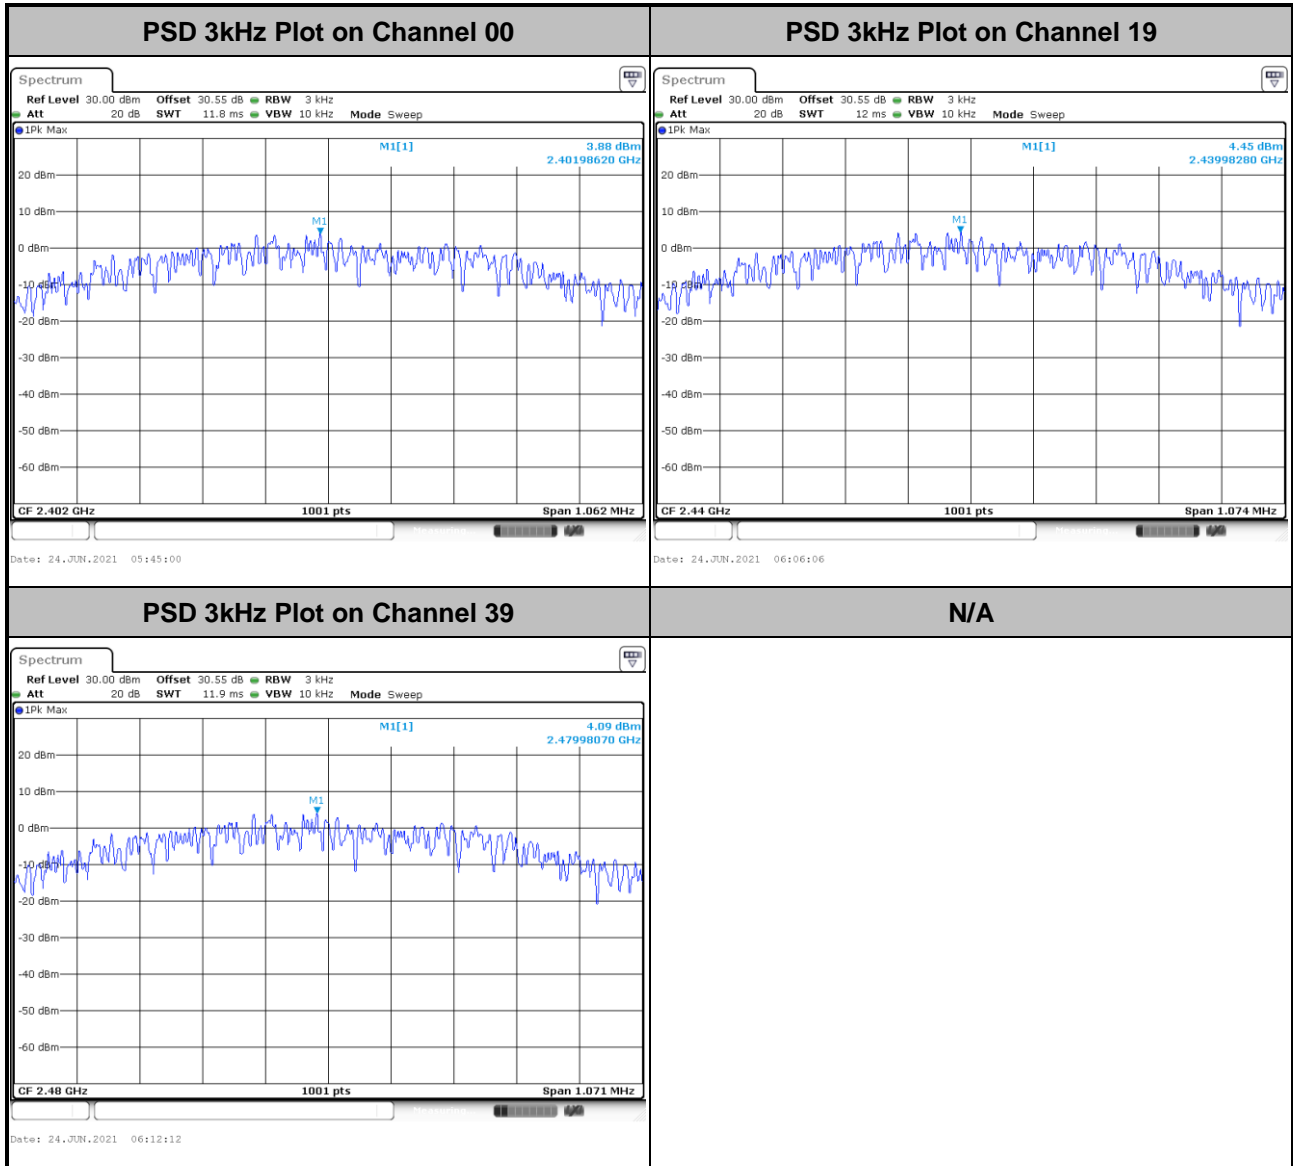 PSD 3kHz Plot on Channel 00
PSD 3kHz Plot on Channel 19
Spectrum
Ref Level 30.00 dBm Offset 30.55 dB RBW 3 kHz
Att 20 dB SWT 11.8 ms VBW 10 kHz Mode Sweep
1Pk Max
M1[1] 3.88 dBm
2.40198620 GHz
20 dBm
M1
10 dBm
0 dBm
-10 dBm
-20 dBm
-30 dBm
-40 dBm
-50 dBm
-60 dBm
CF 2.402 GHz 1001 pts Span 1.062 MHz
Date: 24.JUN.2021 05:45:00
Spectrum
Ref Level 30.00 dBm Offset 30.55 dB RBW 3 kHz
Att 20 dB SWT 12 ms VBW 10 kHz Mode Sweep
1Pk Max
M1[1] 4.45 dBm
2.43998280 GHz
20 dBm
10 dBm
M1
0 dBm
-10 dBm
-20 dBm
-30 dBm
-40 dBm
-50 dBm
-60 dBm
CF 2.44 GHz 1001 pts Span 1.074 MHz
Measuring...
Date: 24.JUN.2021 06:06:06
PSD 3kHz Plot on Channel 39
N/A
Spectrum
Ref Level 30.00 dBm Offset 30.55 dB RBW 3 kHz
Att 20 dB SWT 11.9 ms VBW 10 kHz Mode Sweep
1Pk Max
M1[1] 4.09 dBm
2.47998070 GHz
20 dBm
10 dBm
M1
0 dBm
-10 dBm
-20 dBm
-30 dBm
-40 dBm
-50 dBm
-60 dBm
CF 2.48 GHz 1001 pts Span 1.071 MHz
Measuring...
Date: 24.JUN.2021 06:12:12